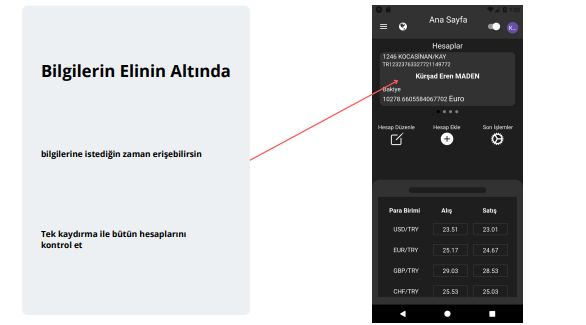 Bilgilerin Elinin Altında
bilgilerine istediğin zaman erişebilirsin
Tek kaydırma ile bütün hesaplarını
kontrol et
Ana Sayfa
K...
Hesaplar
1246 KOCASİNAN/KAY
TR12323763327721149772
Kürşad Eren MADEN
Bakiye
10278.6605584067702 Euro
Hesap Düzenle Hesap Ekle Son İşlemler
Para Birimi Alış Satış
USD/TRY 23.51 23.01
EUR/TRY 25.17 24.67
GBP/TRY 29.03 28.53
CHF/TRY 25.53 25.03